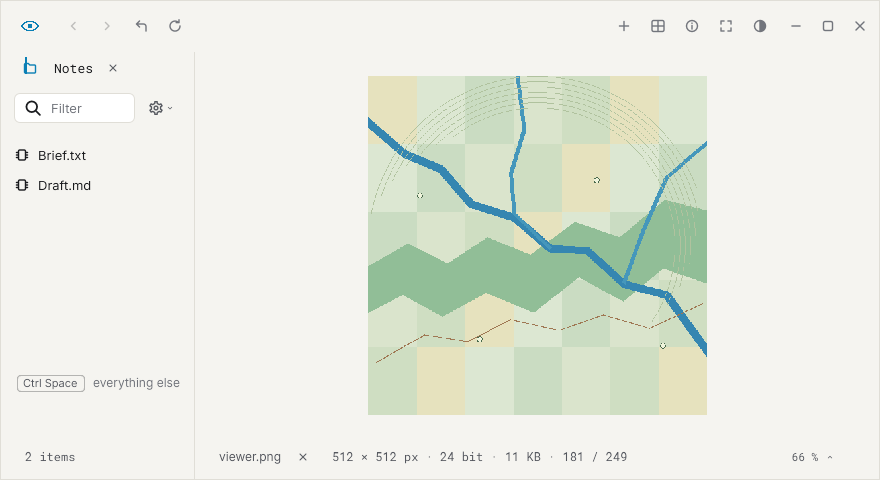 Notes
Filter
Brief.txt
Draft.md
Ctrl Space everything else
2 items
viewer.png 512 × 512 px · 24 bit · 11 KB · 181 / 249
66 %